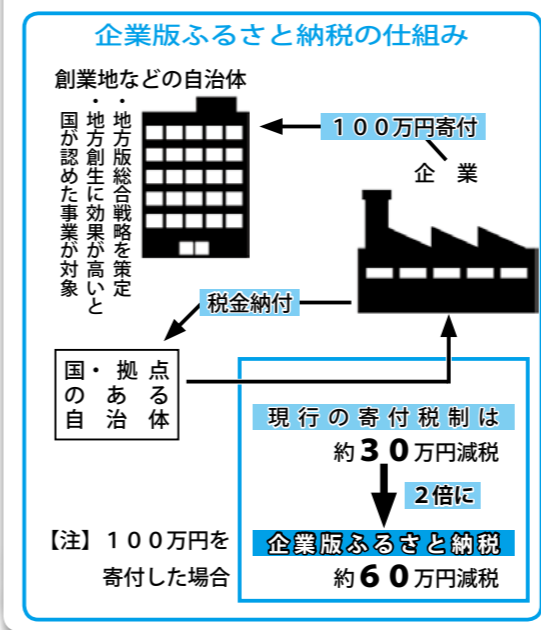 企業版ふるさと納税の仕組み
創業地などの自治体
・地方版総合戦略を策定
・地方創生に効果が高いと
国が認めた事業が対象
１００万円寄付
企業
税金納付
国・拠点
のある
自治体
現行の寄付税制は
約３０万円減税
２倍に
企業版ふるさと納税
約６０万円減税
【注】１００万円を
寄付した場合